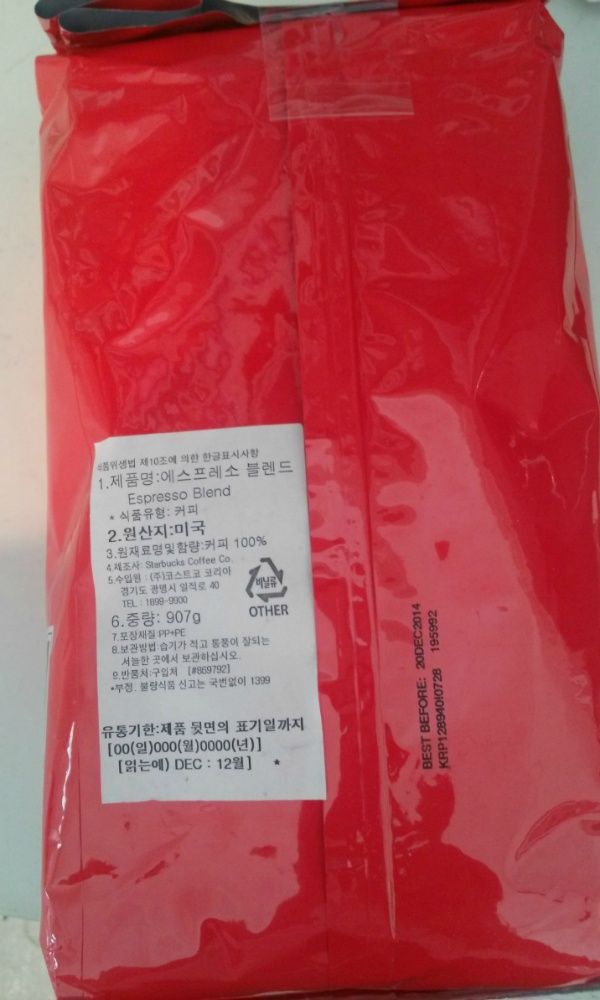 식품위생법 제10조에 의한 한글표시사항
1.제품명:에스프레소 블렌드
Espresso Blend
* 식품유형: 커피
2.원산지:미국
3.원재료명및함량:커피 100%
4.제조사: Starbucks Coffee Co.
5.수입원 : (주)코스트코 코리아
경기도 광명시 일직로 40
TEL : 1899-9900
비닐류
OTHER
6.중량: 907g
7.포장재질:PP+PE
8.보관방법:습기가 적고 통풍이 잘되는
서늘한 곳에서 보관하십시오.
9.반품처:구입처 [#869792]
*부정, 불량식품 신고는 국번없이 1399
유통기한:제품 뒷면의 표기일까지
[00(일)000(월)0000(년)]
[읽는예) DEC : 12월] *
BEST BEFORE: 20DEC2014
KRP128940!0728 195992